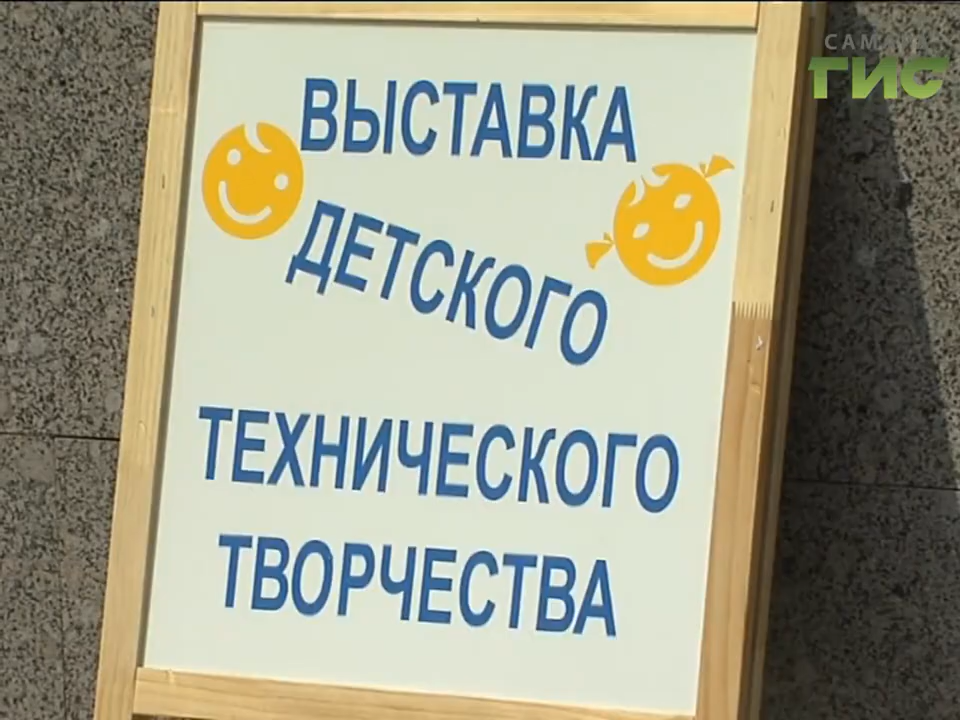 САМАРА
ГИС
ВЫСТАВКА
ДЕТСКОГО
ТЕХНИЧЕСКОГО
ТВОРЧЕСТВА